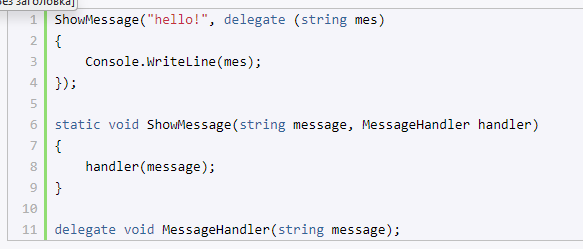 без заголовка]
1 ShowMessage("hello!", delegate (string mes)
2 {
3     Console.WriteLine(mes);
4 });
5
6 static void ShowMessage(string message, MessageHandler handler)
7 {
8     handler(message);
9 }
10
11 delegate void MessageHandler(string message);